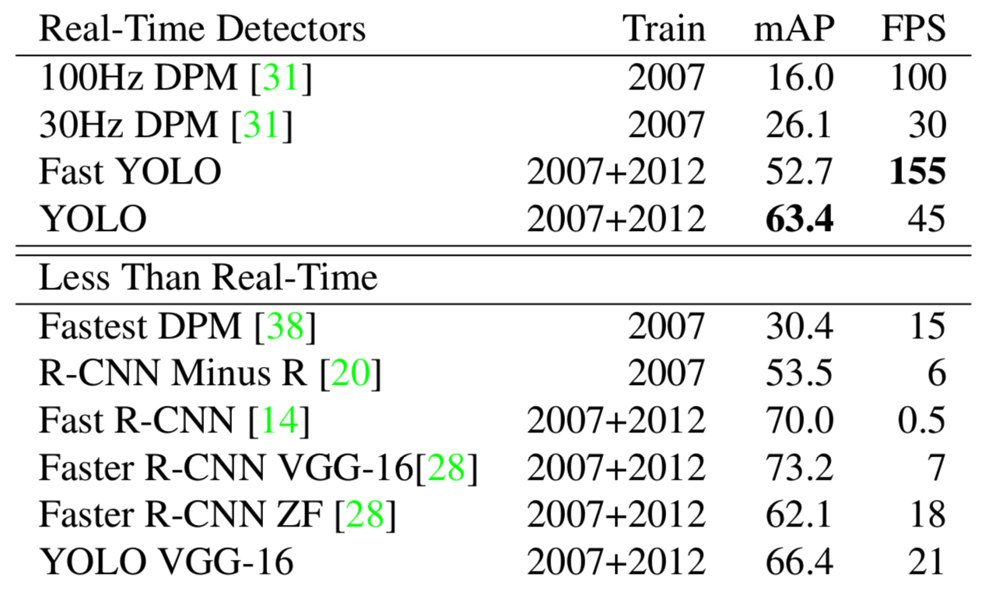 Real-Time Detectors Train mAP FPS
100Hz DPM [31] 2007 16.0 100
30Hz DPM [31] 2007 26.1 30
Fast YOLO 2007+2012 52.7 155
YOLO 2007+2012 63.4 45
Less Than Real-Time
Fastest DPM [38] 2007 30.4 15
R-CNN Minus R [20] 2007 53.5 6
Fast R-CNN [14] 2007+2012 70.0 0.5
Faster R-CNN VGG-16[28] 2007+2012 73.2 7
Faster R-CNN ZF [28] 2007+2012 62.1 18
YOLO VGG-16 2007+2012 66.4 21